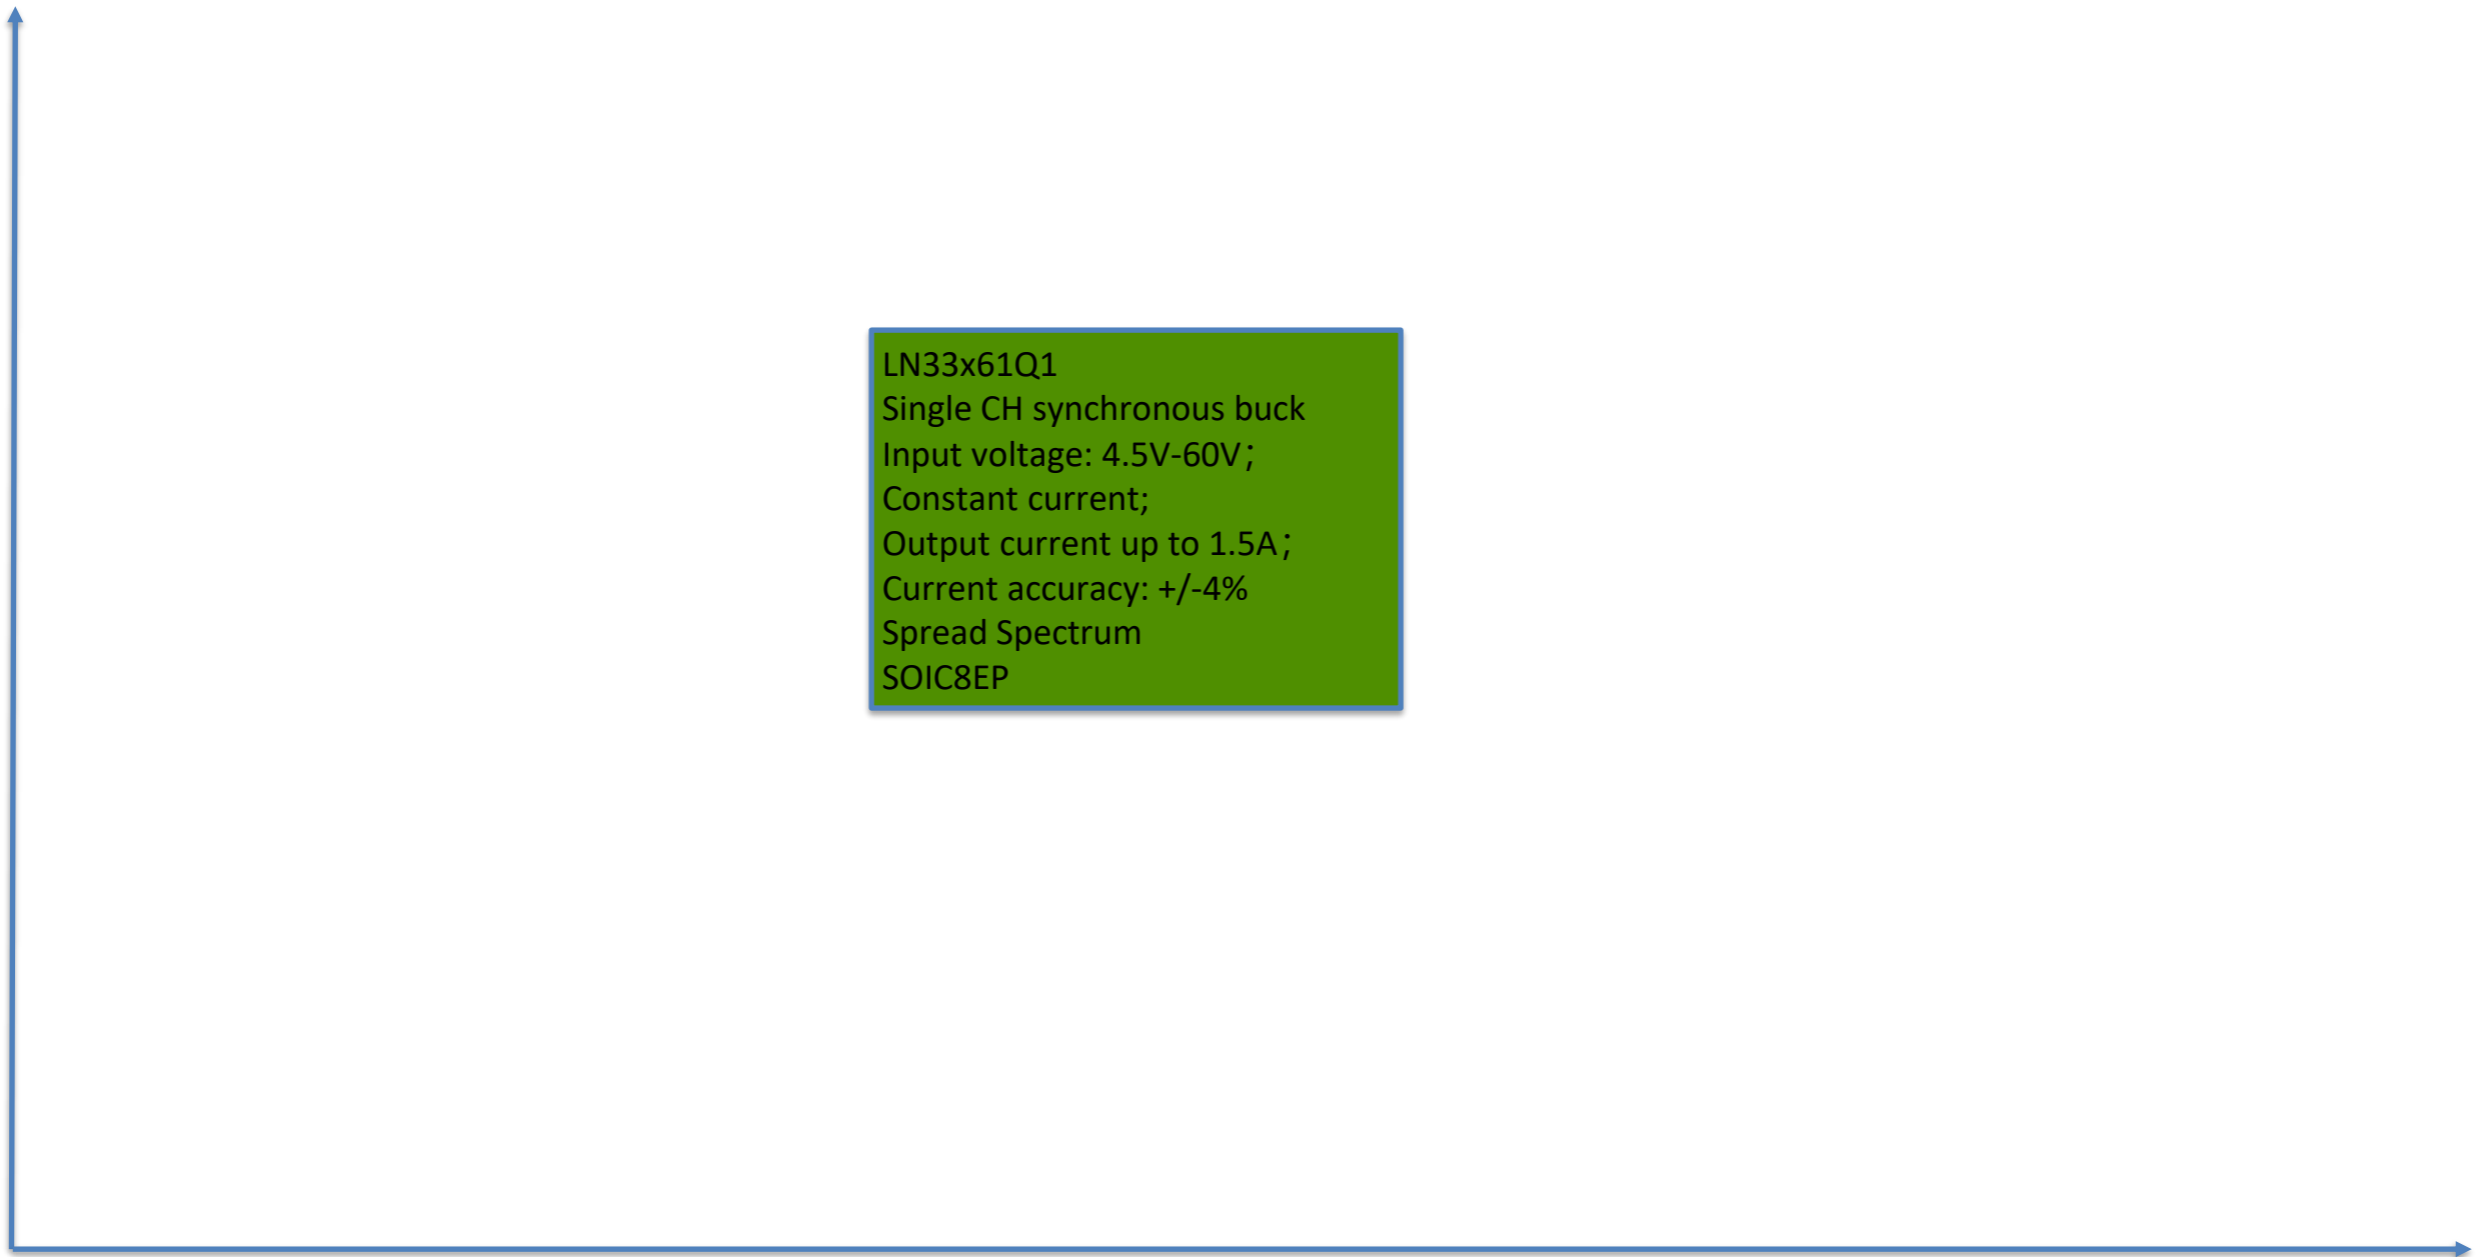 LN33x61Q1
Single CH synchronous buck
Input voltage: 4.5V-60V；
Constant current;
Output current up to 1.5A；
Current accuracy: +/-4%
Spread Spectrum
SOIC8EP